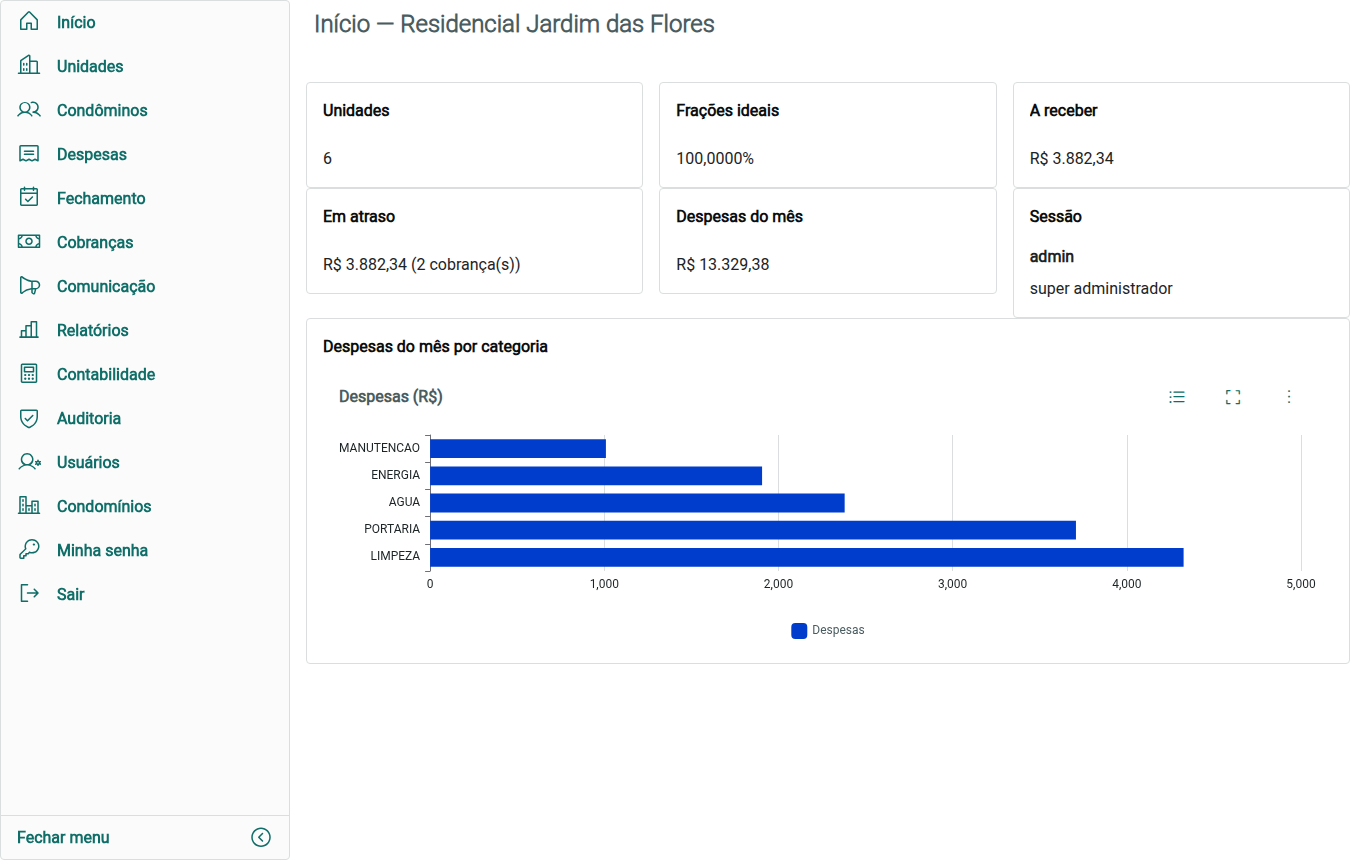 Início
Unidades
Condôminos
Despesas
Fechamento
Cobranças
Comunicação
Relatórios
Contabilidade
Auditoria
Usuários
Condomínios
Minha senha
Sair
Fechar menu
Início — Residencial Jardim das Flores
Unidades
6
Frações ideais
100,0000%
A receber
R$ 3.882,34
Em atraso
R$ 3.882,34 (2 cobrança(s))
Despesas do mês
R$ 13.329,38
Sessão
admin
super administrador
Despesas do mês por categoria
Despesas (R$)
MANUTENCAO
ENERGIA
AGUA
PORTARIA
LIMPEZA
0 1,000 2,000 3,000 4,000 5,000
Despesas